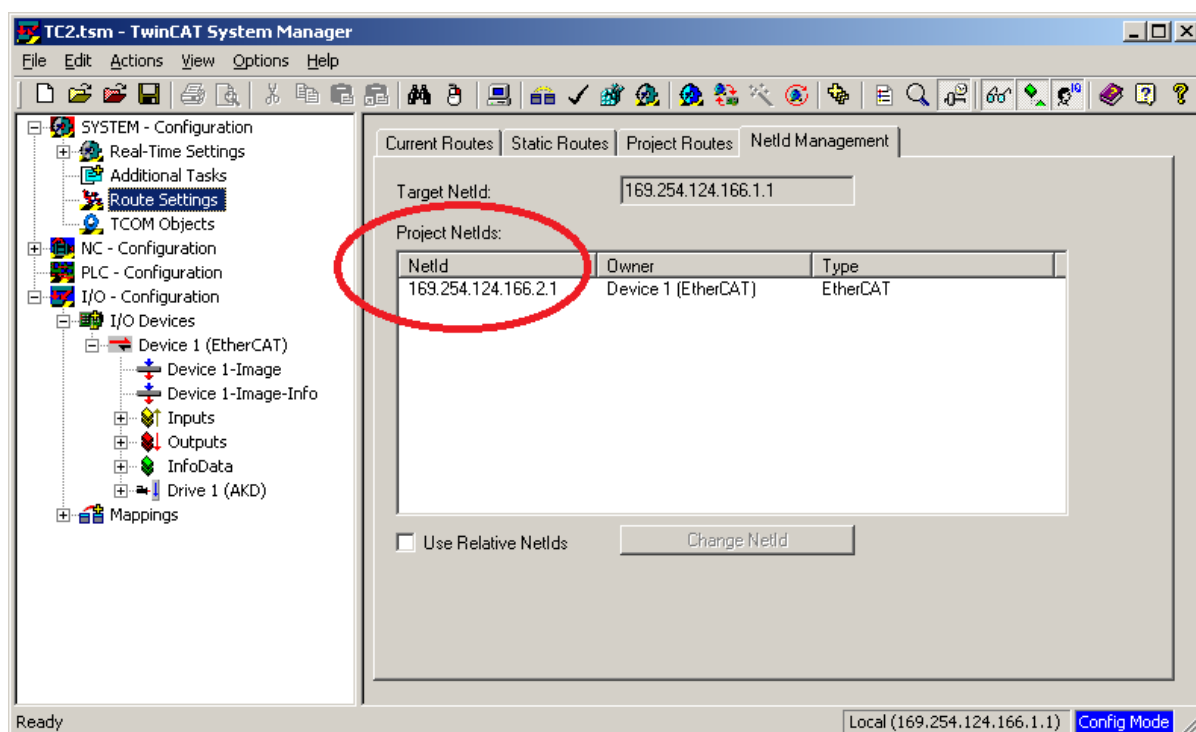 TC2.tsm - TwinCAT System Manager
File Edit Actions View Options Help
SYSTEM - Configuration
Real-Time Settings
Additional Tasks
Route Settings
TCOM Objects
NC - Configuration
PLC - Configuration
I/O - Configuration
I/O Devices
Device 1 (EtherCAT)
Device 1-Image
Device 1-Image-Info
Inputs
Outputs
InfoData
Drive 1 (AKD)
Mappings
Current Routes Static Routes Project Routes NetId Management
Target NetId: 169.254.124.166.1.1
Project NetIds:
NetId Owner Type
169.254.124.166.2.1 Device 1 (EtherCAT) EtherCAT
Use Relative NetIds Change NetId
Ready Local (169.254.124.166.1.1) Config Mode